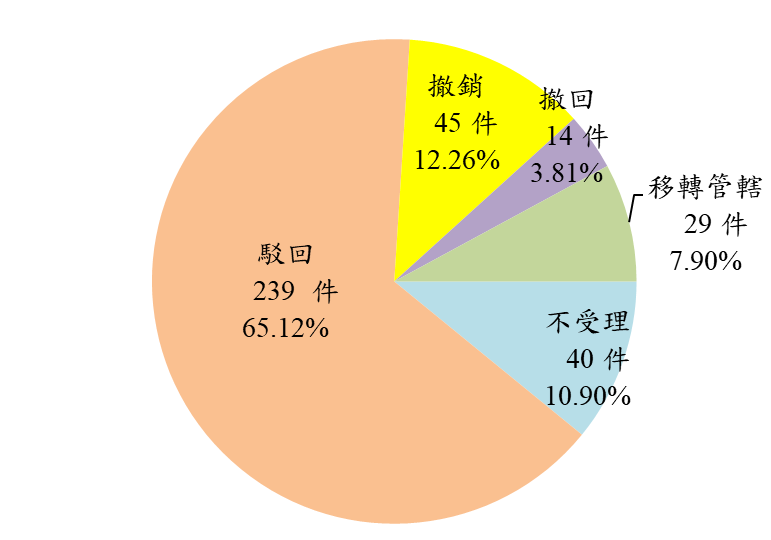 撤銷
45 件
12.26%
撤回
14 件
3.81%
移轉管轄
29 件
7.90%
駁回
239 件
65.12%
不受理
40 件
10.90%